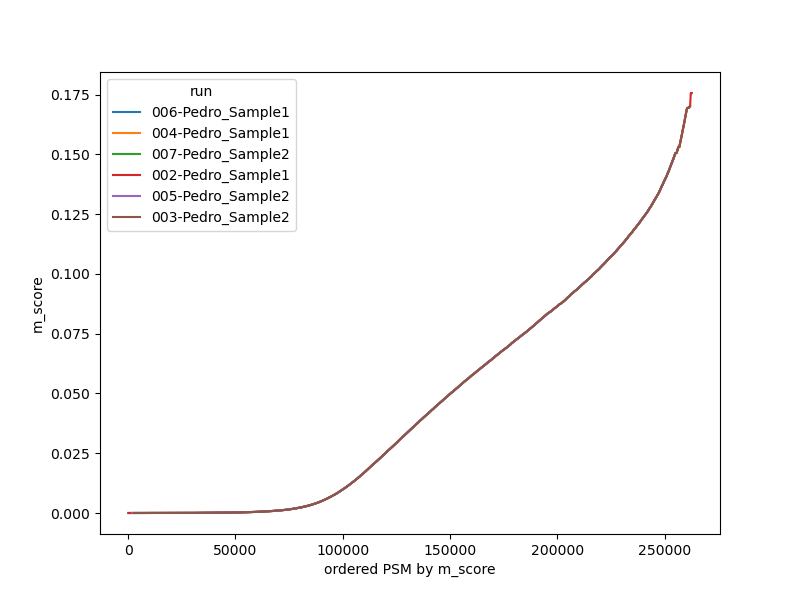 run
006-Pedro_Sample1
004-Pedro_Sample1
007-Pedro_Sample2
002-Pedro_Sample1
005-Pedro_Sample2
003-Pedro_Sample2
0.175
0.150
0.125
0.100
0.075
0.050
0.025
0.000
m_score
0
50000
100000
150000
200000
250000
ordered PSM by m_score